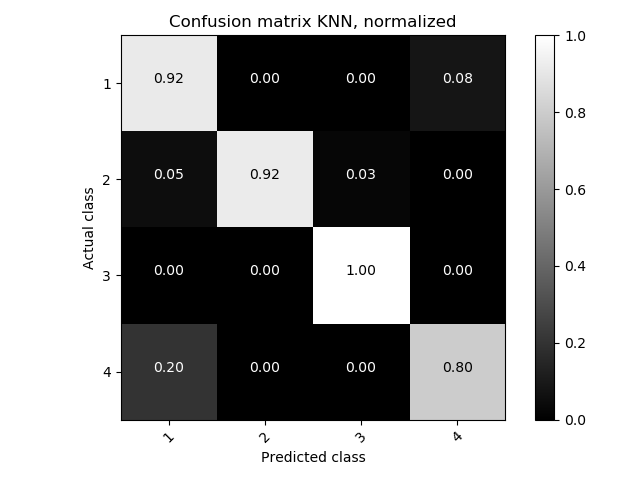 Confusion matrix KNN, normalized
1 0.92 0.00 0.00 0.08
2 0.05 0.92 0.03 0.00
3 0.00 0.00 1.00 0.00
4 0.20 0.00 0.00 0.80
1 2 3 4
Predicted class
Actual class
1.0
0.8
0.6
0.4
0.2
0.0